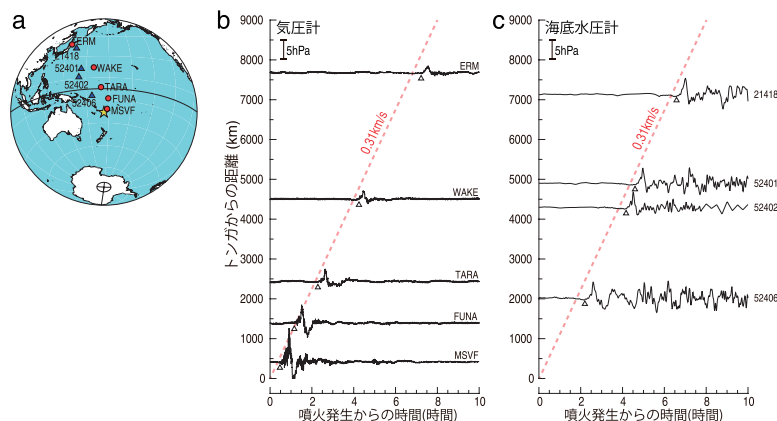 a
ERM
21418
52401
WAKE
52402
TARA
52406
FUNA
MSVF
b
気圧計
5hPa
トンガからの距離 (km)
9000
8000
7000
6000
5000
4000
3000
2000
1000
0
0.31km/s
ERM
WAKE
TARA
FUNA
MSVF
0 2 4 6 8 10
噴火発生からの時間(時間)
c
海底水圧計
5hPa
9000
8000
7000
6000
5000
4000
3000
2000
1000
0
0.31km/s
21418
52401
52402
52406
0 2 4 6 8 10
噴火発生からの時間(時間)